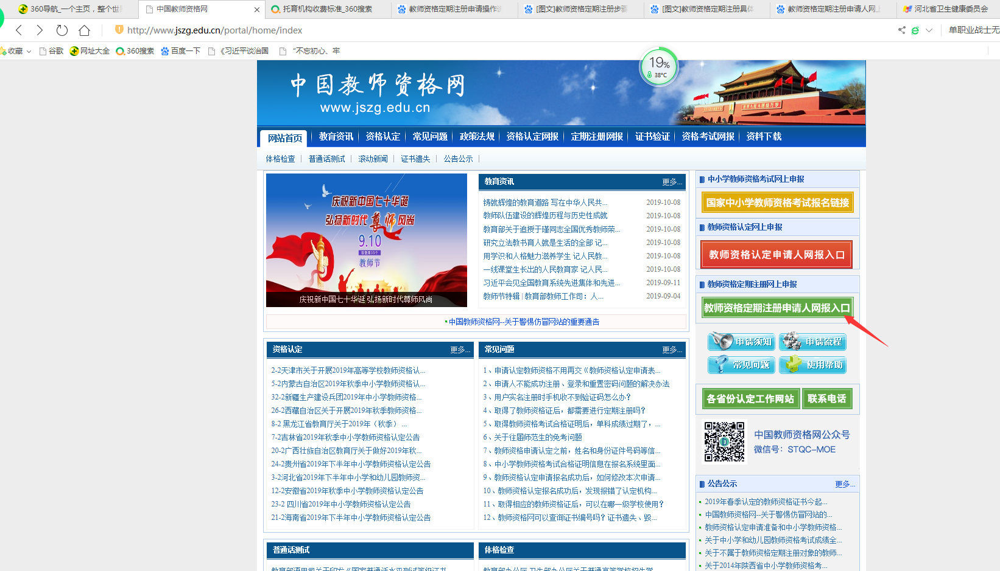 360导航_一个主页，整个世
中国教师资格网
托育机构收费标准_360搜索
教师资格定期注册申请操作
[图文]教师资格定期注册步骤
[图文]教师资格定期注册具体
教师资格定期注册申请人网上
河北省卫生健康委员会
http://www.jszg.edu.cn/portal/home/index
单职业战士无
收藏
谷歌
网址大全
360搜索
百度一下
《习近平谈治国
“不忘初心、牢
中国教师资格网
www.jszg.edu.cn
19%
38°C
网站首页
教育资讯
资格认定
常见问题
政策法规
资格认定网报
定期注册网报
证书验证
资格考试网报
资料下载
体格检查
普通话测试
滚动新闻
证书遗失
公告公示
庆祝新中国七十华诞
弘扬新时代尊师风尚
9.10
教师节
庆祝新中国七十华诞 弘扬新时代尊师风尚
教育资讯 更多...
铸就辉煌的教育道路 写在中华人民共... 2019-10-08
教师队伍建设的辉煌历程与历史性成就 2019-10-08
教育部关于追授于瑾同志全国优秀教师荣... 2019-10-08
研究立法教书育人就是生活的全部 记... 2019-10-08
用学识和人格魅力滋养学生 记人民教... 2019-10-08
一线课堂生长出的人民教育家 记人民... 2019-10-08
习近平会见全国教育系统先进集体和先进... 2019-09-11
教师节特辑 | 教育部教师工作司：人... 2019-09-04
中国教师资格网--关于警惕仿冒网站的重要通告
资格认定 更多...
2-2天津市关于开展2019年高等学校教师资格认...
5-2内蒙古自治区2019年秋季中小学教师资格认...
32-2新疆生产建设兵团2019年中小学教师资格...
26-2西藏自治区关于开展2019年秋季教师资格...
8-2 黑龙江省教育厅关于2019年（秋季） ...
7-2吉林省2019年秋季中小学教师资格认定公告
20-2广西壮族自治区教育厅关于做好2019年秋...
24-2贵州省2019年下半年中小学教师资格认定公告
3-2河北省2019年下半年中小学和幼儿园教师资...
12-2安徽省2019年秋季中小学教师资格认定公告
23-2 四川省2019年中小学教师资格认定公告
21-2海南省2019年下半年中小学教师资格认定公告
常见问题 更多...
1、申请认定教师资格不用再交《教师资格认定申请表...
2、申请人不能成功注册、登录和重置密码问题的解决办法
3、用户实名注册时手机收不到验证码怎么办？
4、取得了教师资格证后，都需要进行定期注册吗？
5、取得教师资格考试合格证明后，单科成绩过期了，...
6、关于往届师范生的免考问题
7、教师资格申请认定之前，姓名和身份证件号码等信...
8、中小学教师资格考试合格证明信息在报名系统里面...
9、教师资格认定申请报名成功后，如何修改本次申请...
10、教师资格认定报名成功后，发现报错了认定机构...
11、取得相应的教师资格证后，可以在哪一级学校使用？
12、教师资格网可以查询证书编号吗？证书遗失、毁...
普通话测试
教育部语用司关于印发《国家普通话水平测试等级证书
体格检查
教育部办公厅 卫生部办公厅关于普通高等学校招生学
中小学教师资格考试网上申报
国家中小学教师资格考试报名链接
教师资格认定网上申报
教师资格认定申请人网报入口
教师资格定期注册网上申报
教师资格定期注册申请人网报入口
申请须知
申请流程
常见问题
使用帮助
各省份认定工作网站
联系电话
中国教师资格网公众号
微信号：STQC-MOE
公告公示 更多...
2019年春季认定的教师资格证书今起...
中国教师资格网--关于警惕仿冒网站的...
教师资格认定申请准备和中小学教师资格...
关于中小学和幼儿园教师资格考试成绩全...
关于不属于教师资格定期注册对象的教师...
关于2014年陕西省中小学教师资格考...